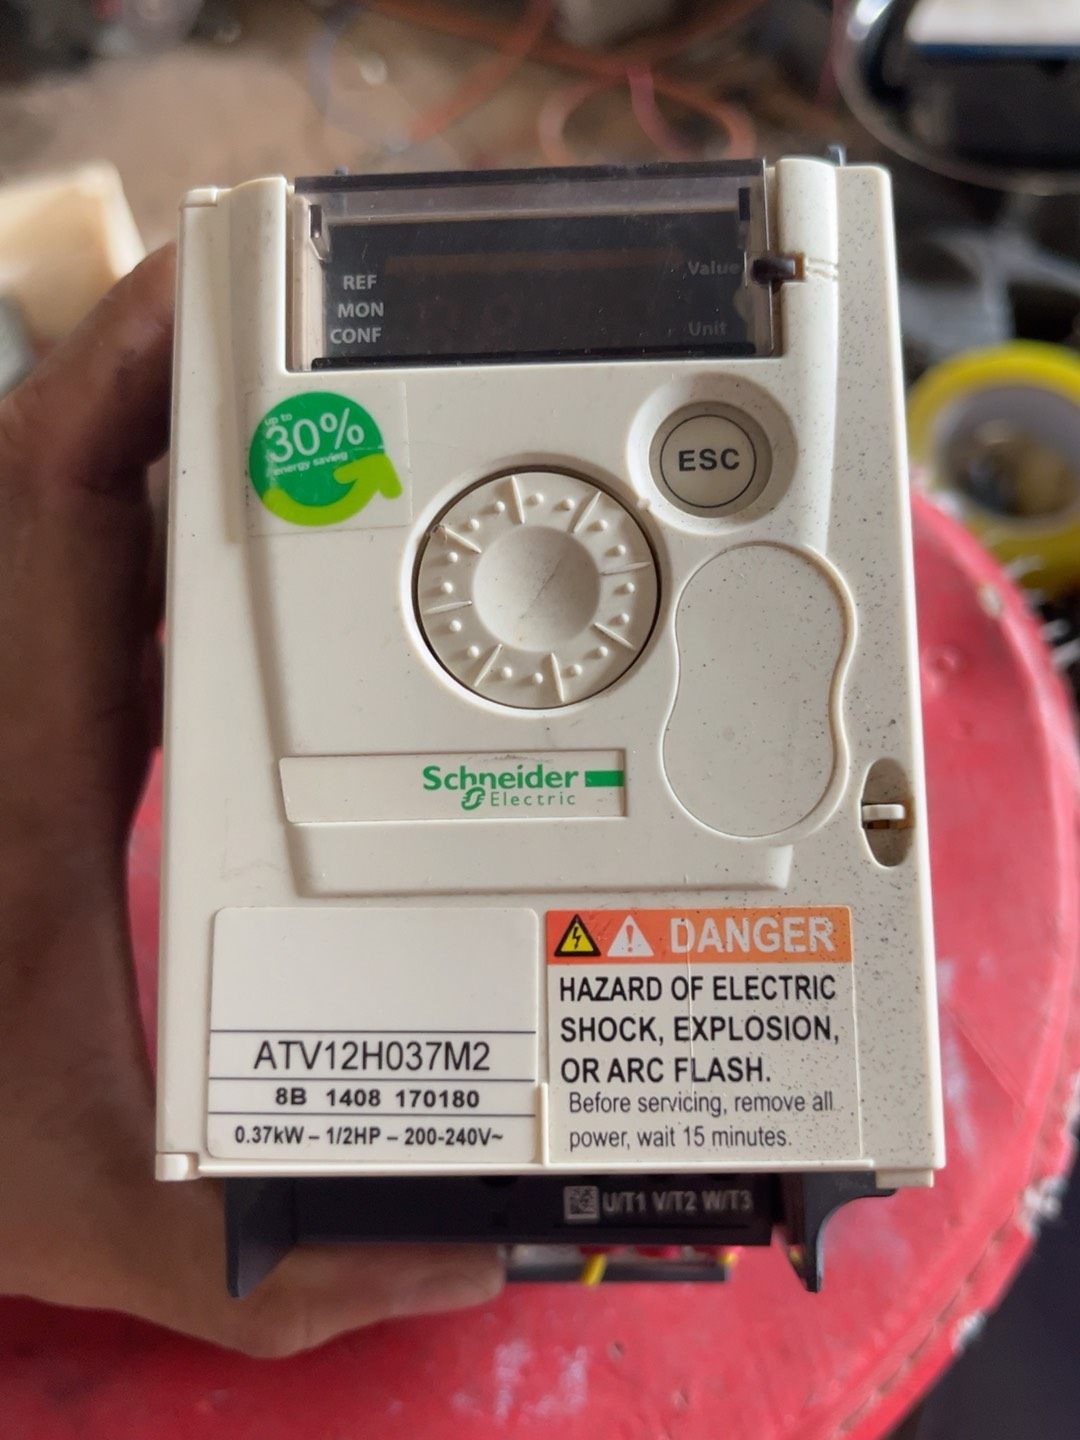 REF
Value
MON
CONF
Unit
up to
30%
energy saving
ESC
Schneider
Electric
DANGER
HAZARD OF ELECTRIC
SHOCK, EXPLOSION,
OR ARC FLASH.
Before servicing, remove all
power, wait 15 minutes.
ATV12H037M2
8B 1408 170180
0.37kW – 1/2HP – 200-240V~
U/T1 V/T2 W/T3